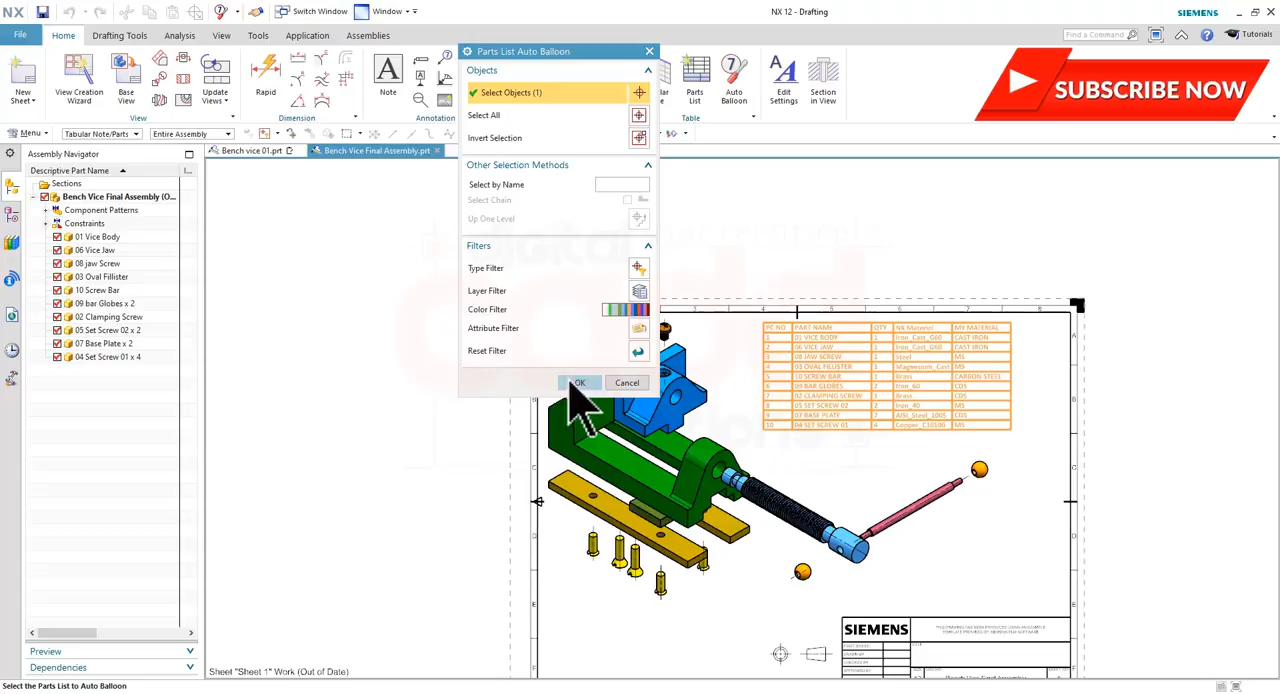 NX
Switch Window
Window
NX 12 - Drafting
SIEMENS
File
Home
Drafting Tools
Analysis
View
Tools
Application
Assemblies
Find a Command
Tutorials
New Sheet
View Creation Wizard
Base View
Update Views
View
Rapid
Dimension
Note
Annotation
Parts List
Auto Balloon
Table
Edit Settings
Section in View
SUBSCRIBE NOW
Menu
Tabular Note/Parts
Entire Assembly
Assembly Navigator
Descriptive Part Name
Sections
Bench Vice Final Assembly (O...
Component Patterns
Constraints
01 Vice Body
06 Vice Jaw
08 jaw Screw
03 Oval Fillister
10 Screw Bar
09 bar Globes x 2
02 Clamping Screw
05 Set Screw 02 x 2
07 Base Plate
04 Set Screw 01 x 4
Preview
Dependencies
Select the Parts List to Auto Balloon
Bench vice 01.prt
Bench Vice Final Assembly.prt
Parts List Auto Balloon
Objects
Select Objects (1)
Select All
Invert Selection
Other Selection Methods
Select by Name
Select Chain
Up One Level
Filters
Type Filter
Layer Filter
Color Filter
Attribute Filter
Reset Filter
OK
Cancel
PC NO PART NAME QTY NX Material MY MATERIAL
1 01 VICE BODY 1 Iron_Cast_G60 CAST IRON
2 06 VICE JAW 1 Iron_Cast_G60 CAST IRON
3 08 JAW SCREW 1 Steel MS
4 03 OVAL FILLISTER 1 Magnesium_Cast MS
5 10 SCREW BAR 1 Brass CARBON STEEL
6 09 BAR GLOBES 2 Iron_60 CDS
7 02 CLAMPING SCREW 1 Brass CDS
8 05 SET SCREW 02 2 Iron_40 MS
9 07 BASE PLATE 2 AISI_Steel_1005 CDS
10 04 SET SCREW 01 4 Copper_C10100 MS
SIEMENS
Bench Vice Final Assembly
Sheet "Sheet 1" Work (Out of Date)